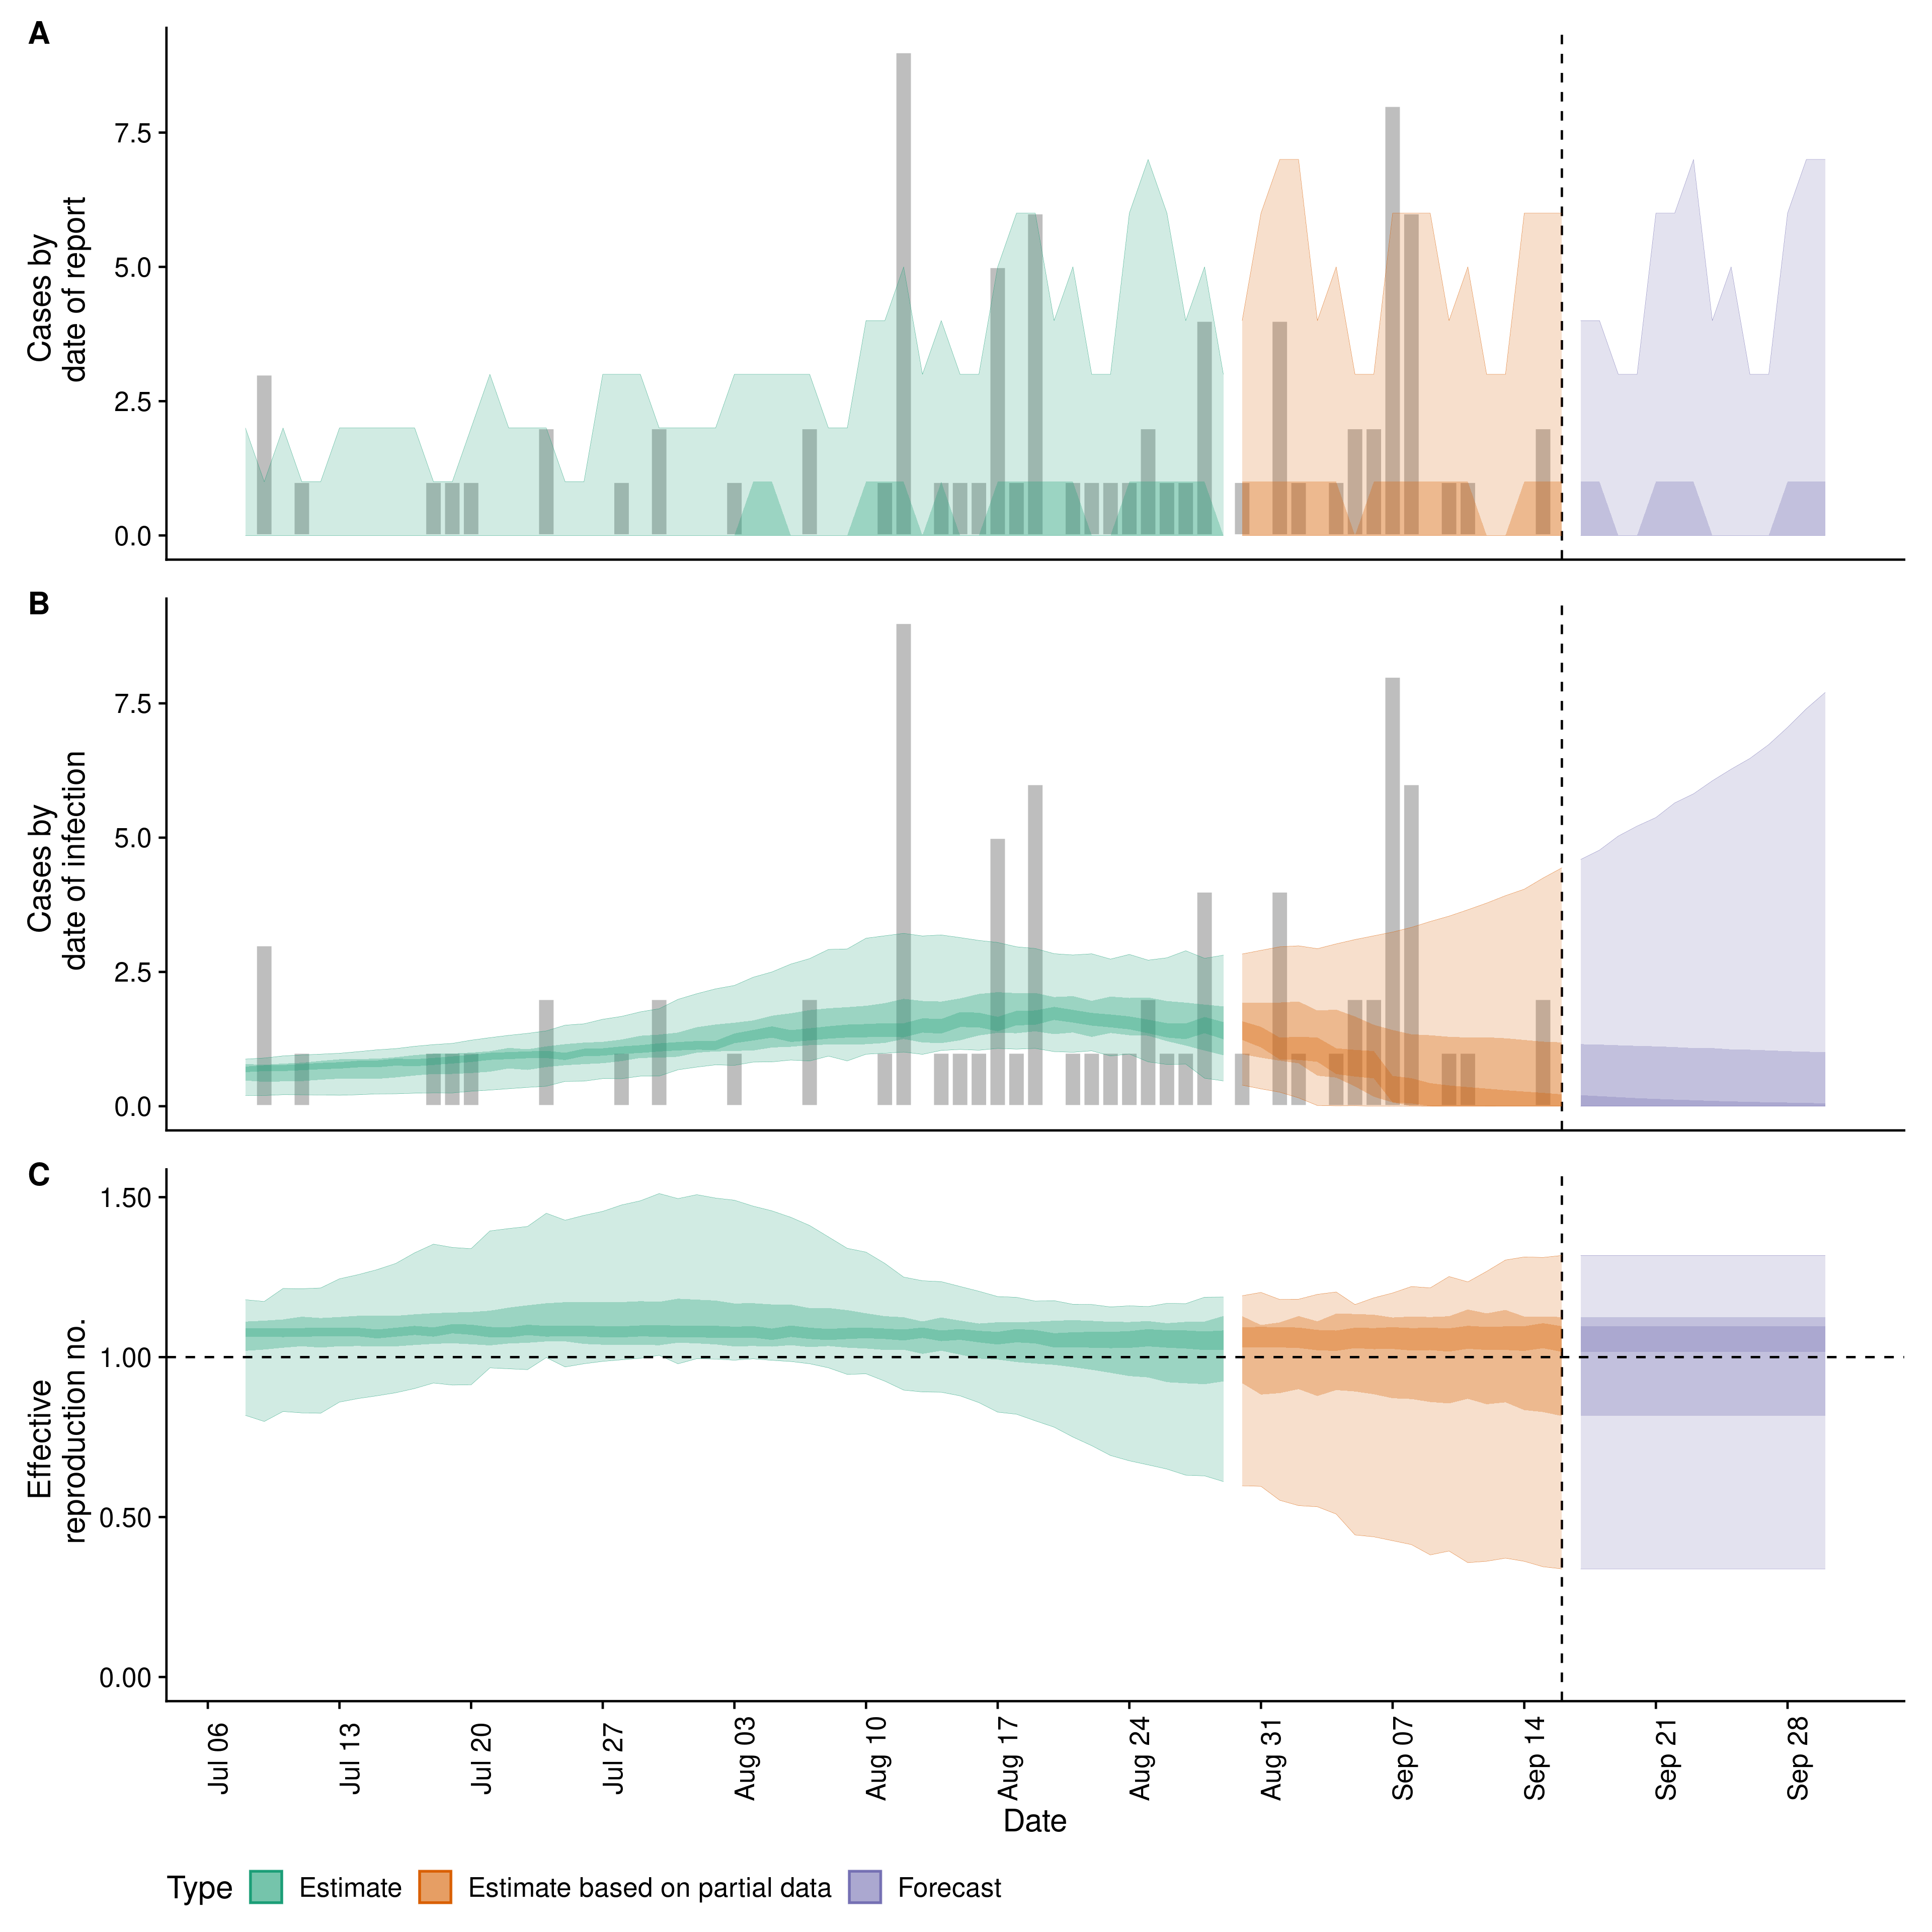 A
7.5
5.0
2.5
0.0
Cases by
date of report
B
7.5
5.0
2.5
0.0
Cases by
date of infection
C
1.50
1.00
0.50
0.00
Effective
reproduction no.
Jul 06
Jul 13
Jul 20
Jul 27
Aug 03
Aug 10
Aug 17
Aug 24
Aug 31
Sep 07
Sep 14
Sep 21
Sep 28
Date
Type Estimate Estimate based on partial data Forecast